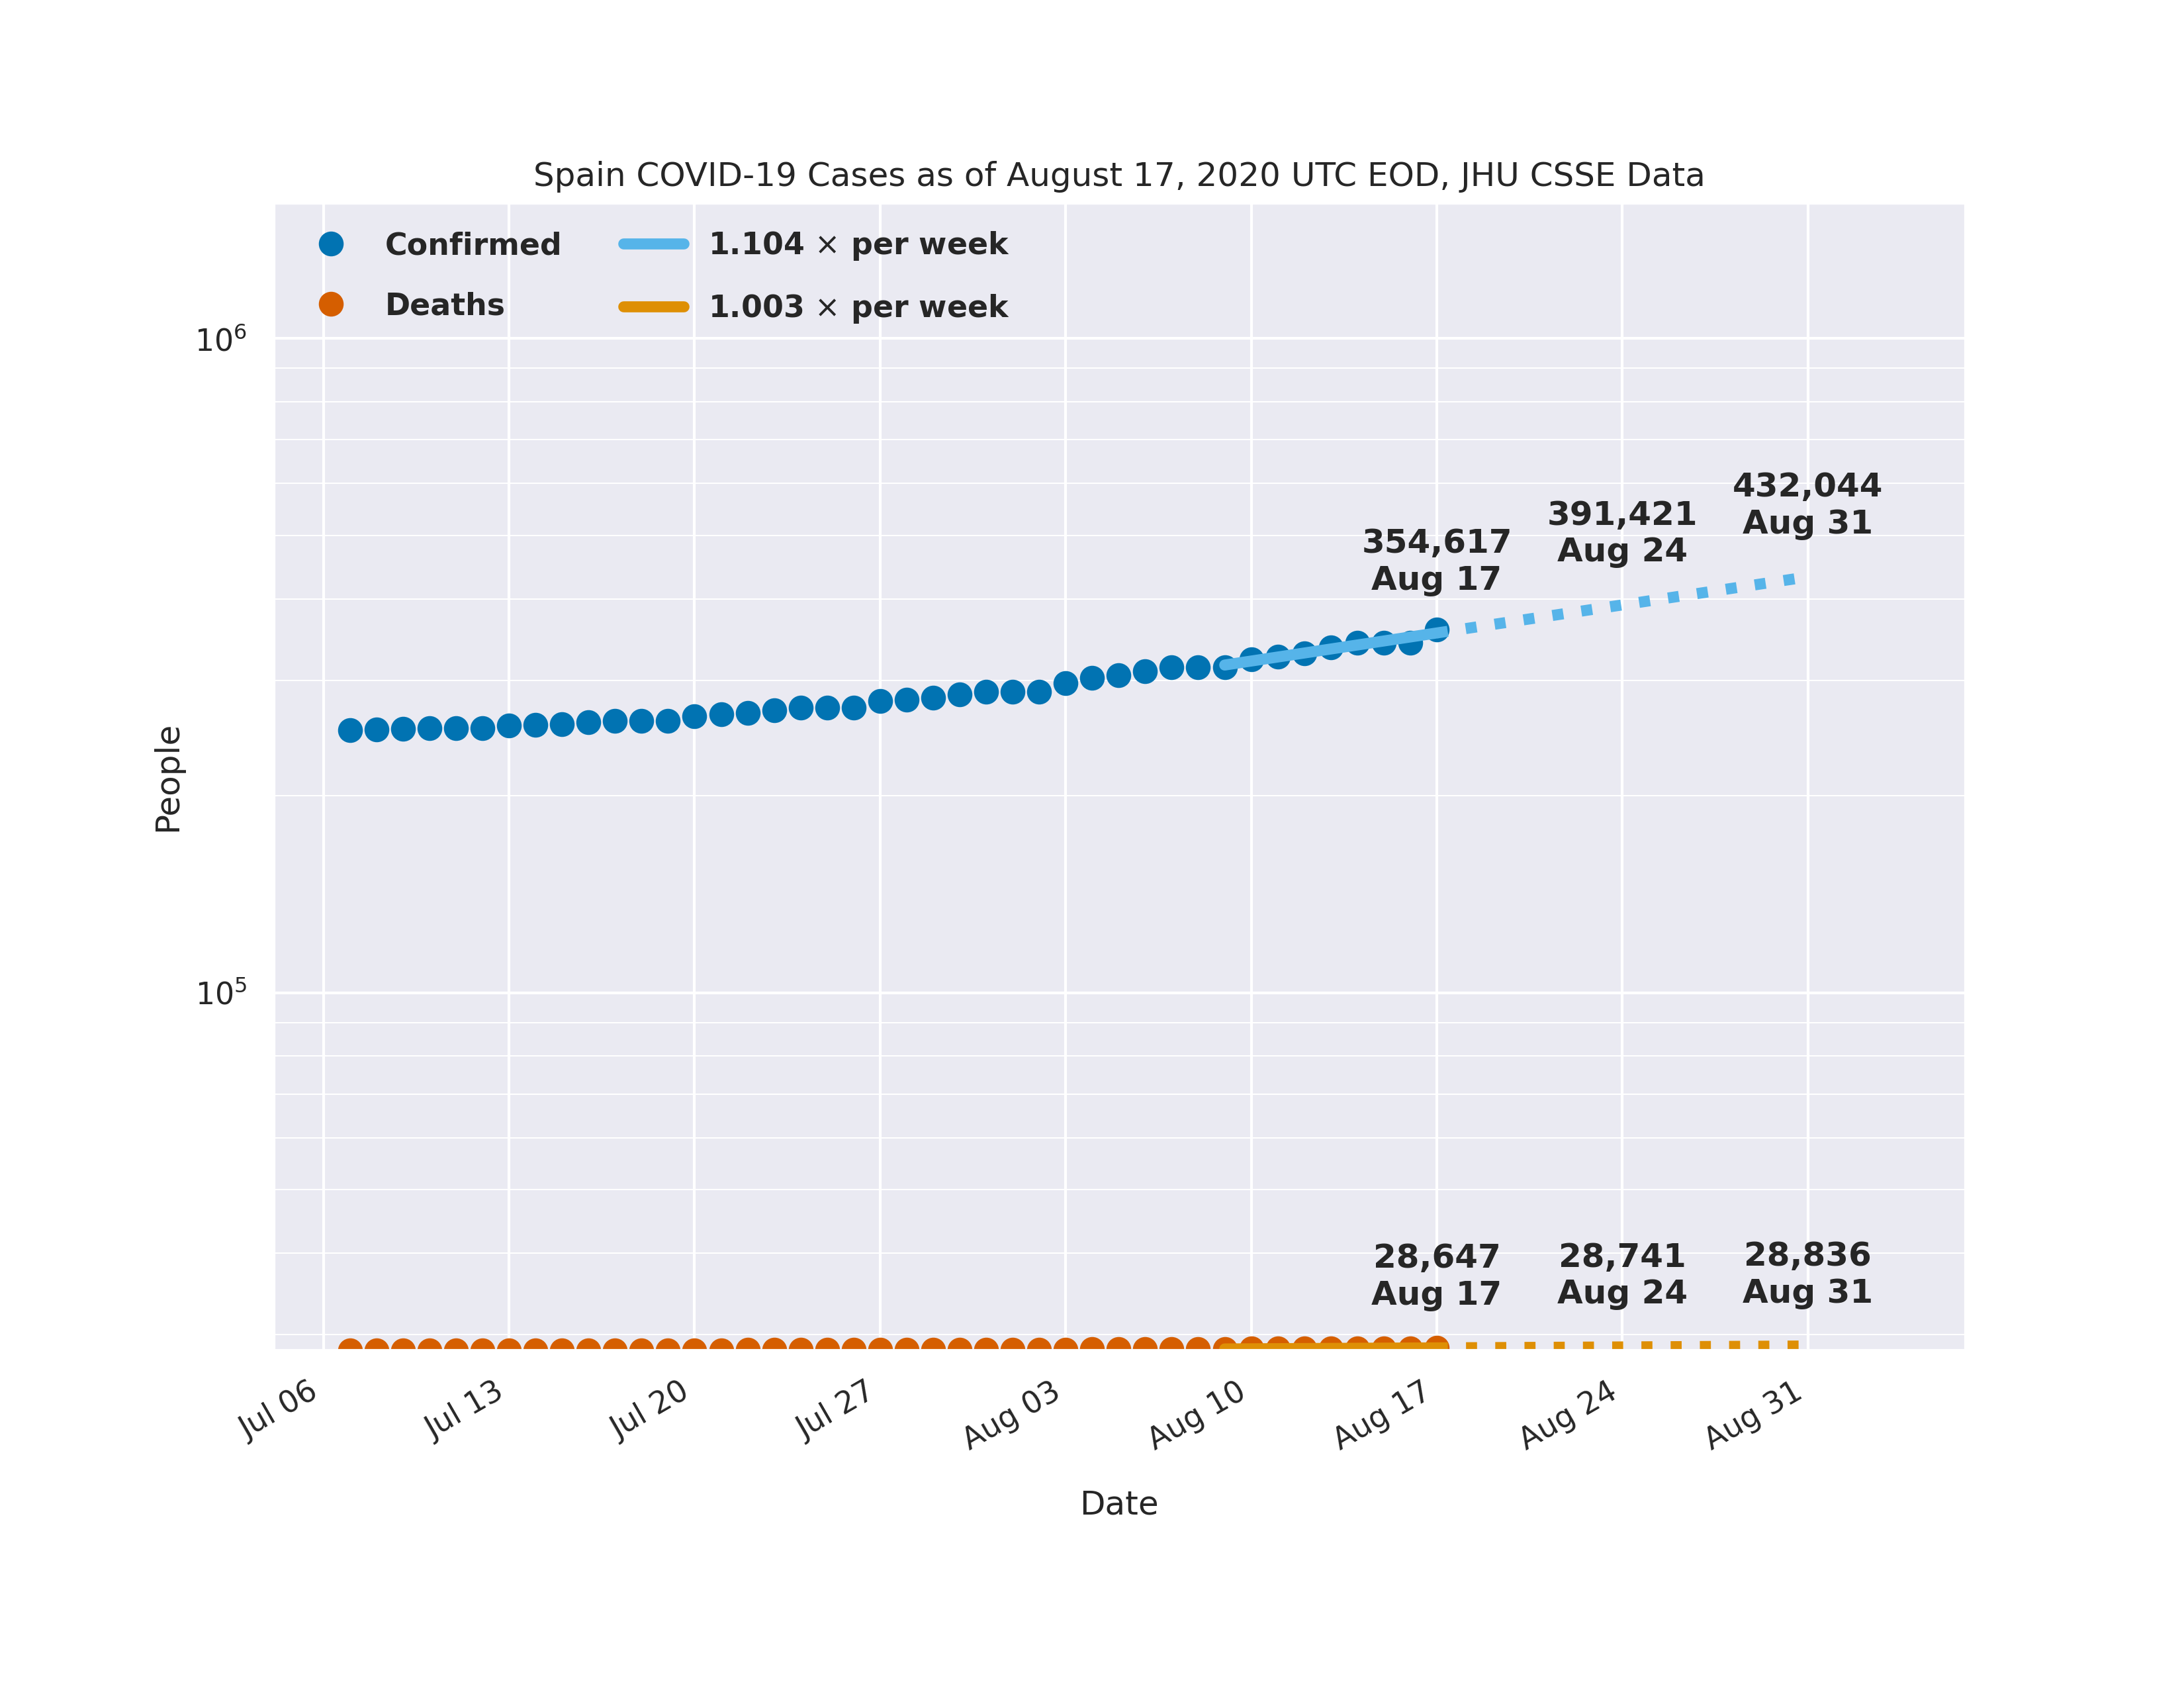 Spain COVID-19 Cases as of August 17, 2020 UTC EOD, JHU CSSE Data
Confirmed
Deaths
1.104 × per week
1.003 × per week
10⁶
10⁵
People
354,617
Aug 17
391,421
Aug 24
432,044
Aug 31
28,647
Aug 17
28,741
Aug 24
28,836
Aug 31
Jul 06
Jul 13
Jul 20
Jul 27
Aug 03
Aug 10
Aug 17
Aug 24
Aug 31
Date